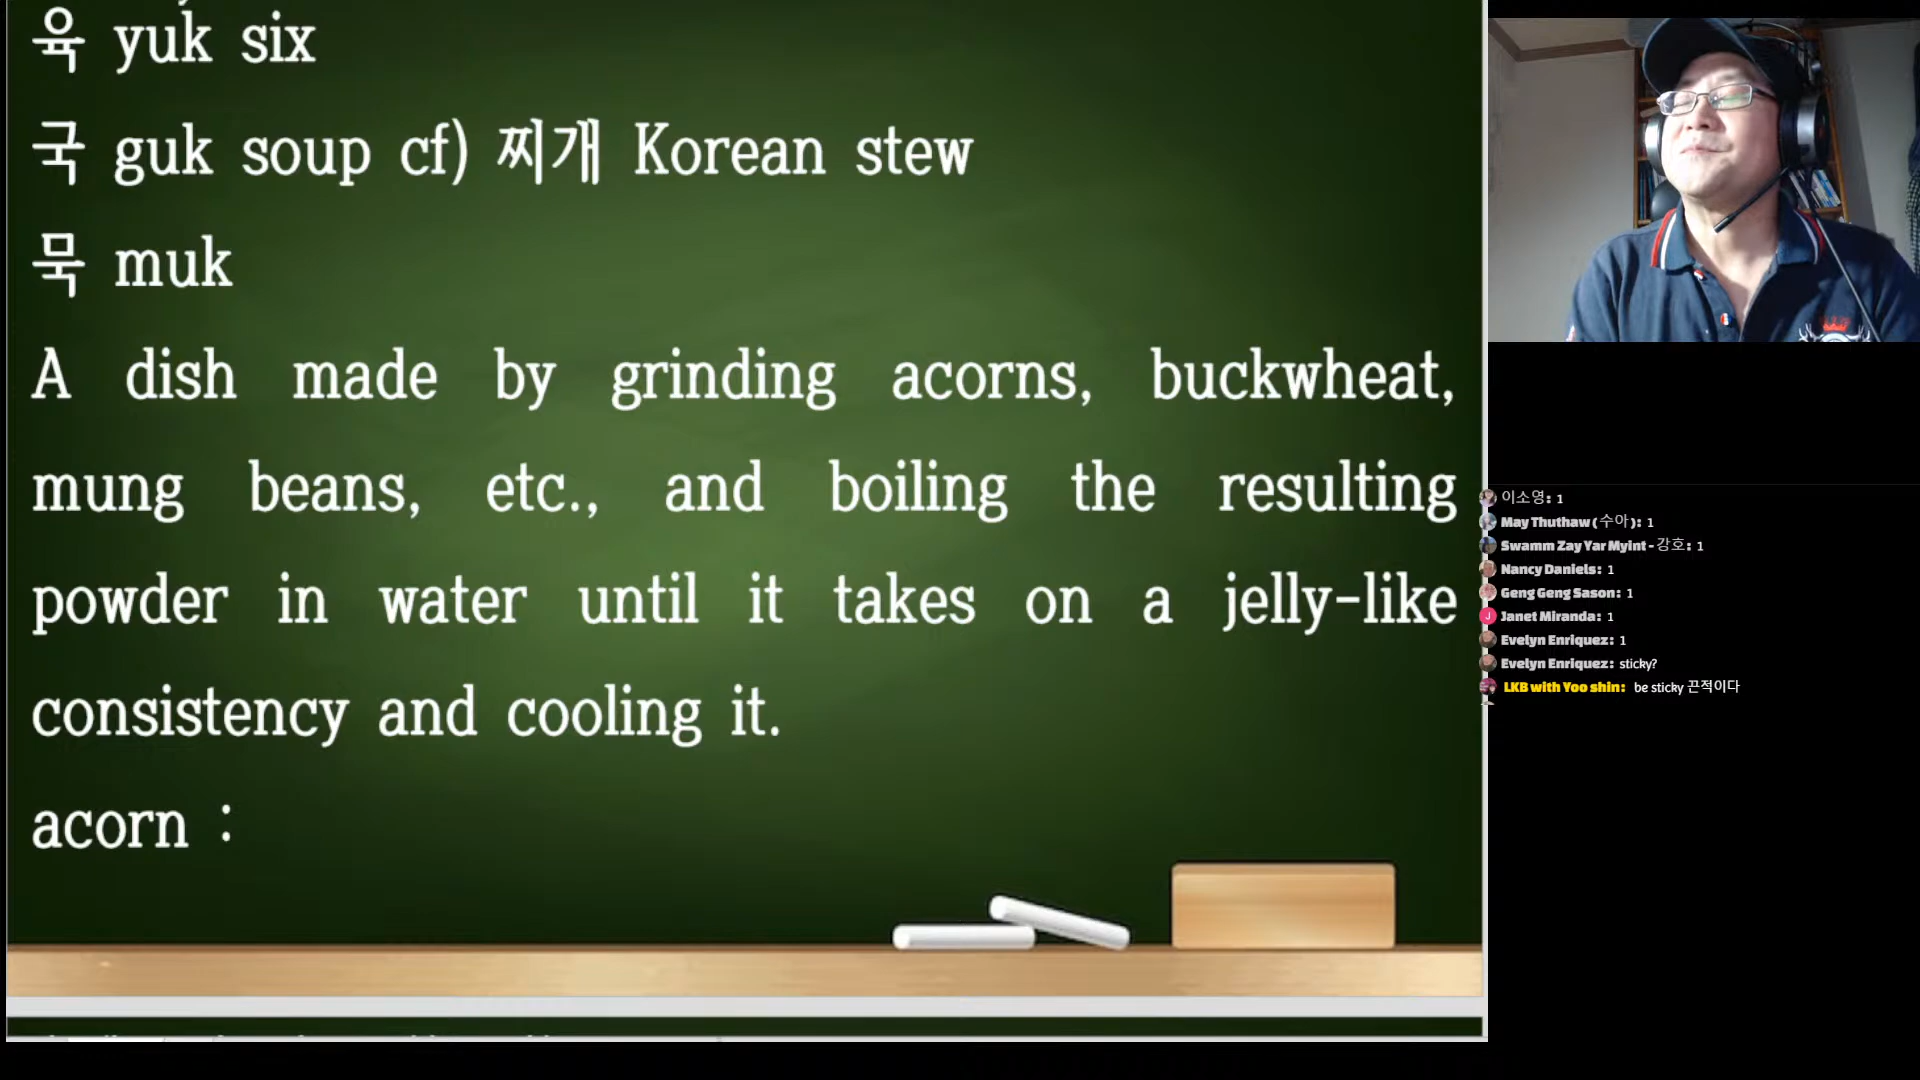 육 yuk six
국 guk soup cf) 찌개 Korean stew
묵 muk
A dish made by grinding acorns, buckwheat,
mung beans, etc., and boiling the resulting
powder in water until it takes on a jelly-like
consistency and cooling it.
acorn :
이소영: 1
May Thuthaw (수아): 1
Swamm Zay Yar Myint - 강호: 1
Nancy Daniels: 1
Geng Geng Sason: 1
J Janet Miranda: 1
Evelyn Enriquez: 1
Evelyn Enriquez: sticky?
LKB with Yoo shin: be sticky 끈적이다